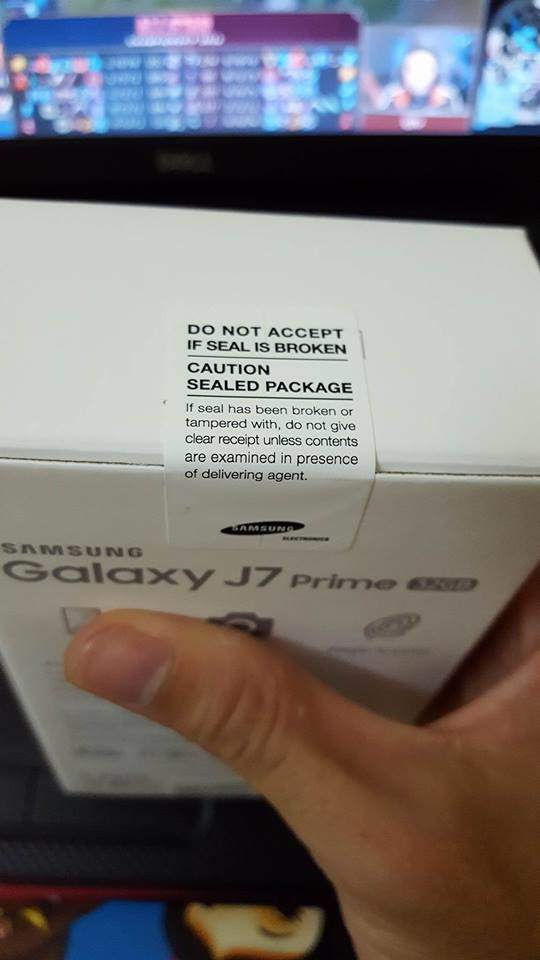 DELL
DO NOT ACCEPT
IF SEAL IS BROKEN
CAUTION
SEALED PACKAGE
If seal has been broken or
tampered with, do not give
clear receipt unless contents
are examined in presence
of delivering agent.
SAMSUNG
ELECTRONICS
SAMSUNG
Galaxy J7 Prime 32GB